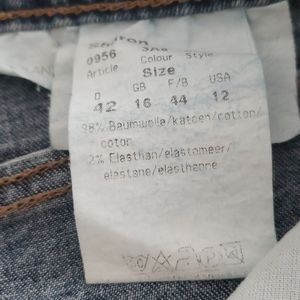 0956
Article Colour Style
Size
D GB F/B USA
42 16 44 12
98% Baumwolle/katoen/cotton/
coton
2% Elasthan/elastomeer/
elastane/elasthanne